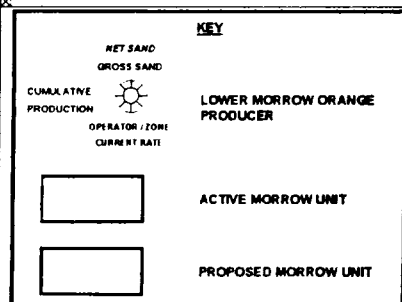 KEY
NET SAND
GROSS SAND
CUMULATIVE
PRODUCTION
OPERATOR / ZONE
CURRENT RATE
LOWER MORROW ORANGE
PRODUCER
ACTIVE MORROW UNIT
PROPOSED MORROW UNIT